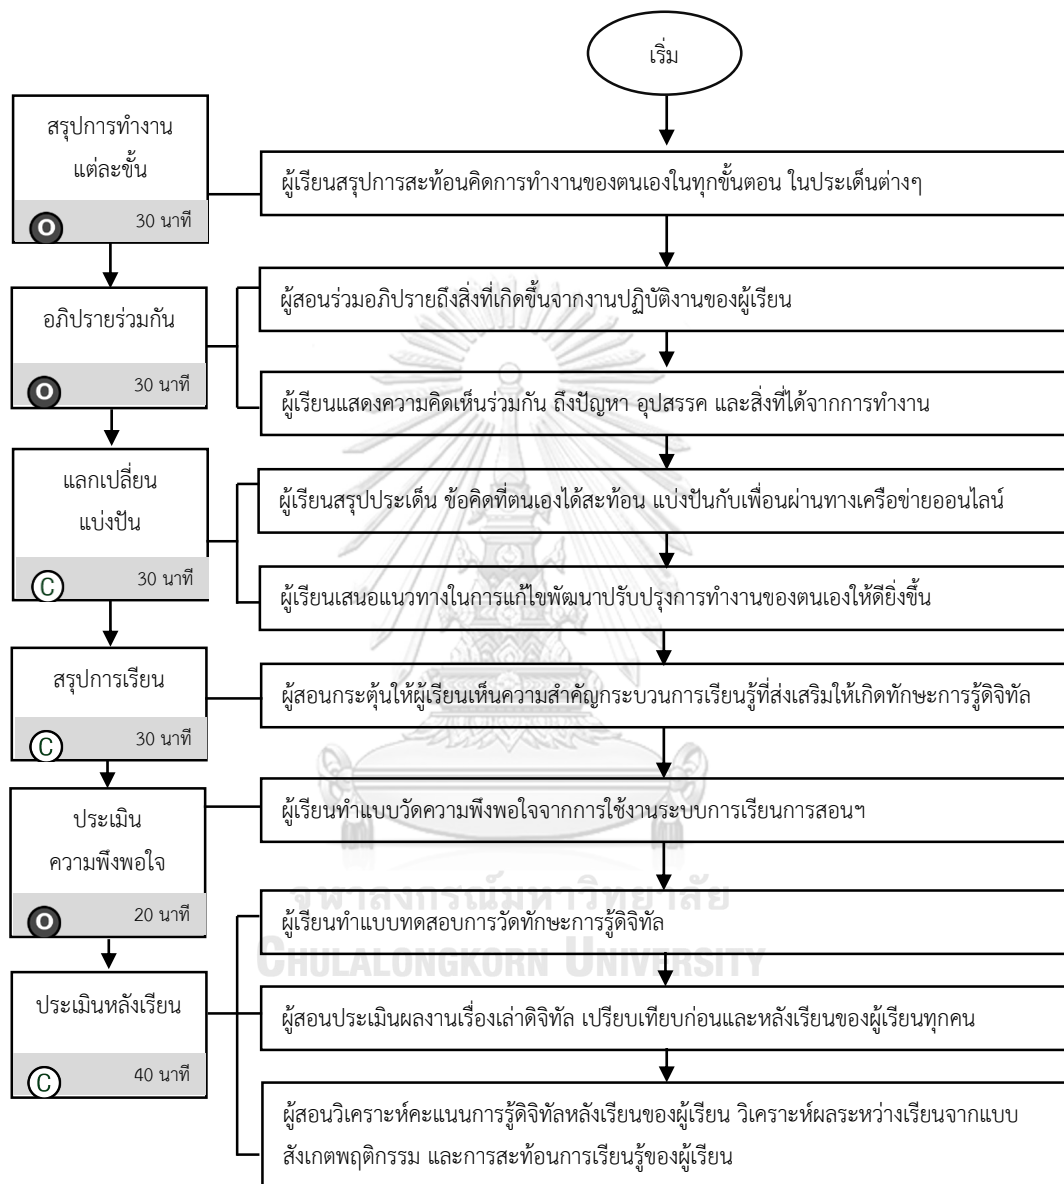 เริ่ม
สรุปการทำงาน
แต่ละขั้น
O 30 นาที
ผู้เรียนสรุปการสะท้อนคิดการทำงานของตนเองในทุกขั้นตอน ในประเด็นต่างๆ
อภิปรายร่วมกัน
O 30 นาที
ผู้สอนร่วมอภิปรายถึงสิ่งที่เกิดขึ้นจากงานปฏิบัติงานของผู้เรียน
ผู้เรียนแสดงความคิดเห็นร่วมกัน ถึงปัญหา อุปสรรค และสิ่งที่ได้จากการทำงาน
แลกเปลี่ยน
แบ่งปัน
C 30 นาที
ผู้เรียนสรุปประเด็น ข้อคิดที่ตนเองได้สะท้อน แบ่งปันกับเพื่อนผ่านทางเครือข่ายออนไลน์
ผู้เรียนเสนอแนวทางในการแก้ไขพัฒนาปรับปรุงการทำงานของตนเองให้ดียิ่งขึ้น
สรุปการเรียน
C 30 นาที
ผู้สอนกระตุ้นให้ผู้เรียนเห็นความสำคัญกระบวนการเรียนรู้ที่ส่งเสริมให้เกิดทักษะการรู้ดิจิทัล
ประเมิน
ความพึงพอใจ
O 20 นาที
ผู้เรียนทำแบบวัดความพึงพอใจจากการใช้งานระบบการเรียนการสอนฯ
จุฬาลงกรณ์มหาวิทยาลัย
CHULALONGKORN UNIVERSITY
ประเมินหลังเรียน
C 40 นาที
ผู้เรียนทำแบบทดสอบการวัดทักษะการรู้ดิจิทัล
ผู้สอนประเมินผลงานเรื่องเล่าดิจิทัล เปรียบเทียบก่อนและหลังเรียนของผู้เรียนทุกคน
ผู้สอนวิเคราะห์คะแนนการรู้ดิจิทัลหลังเรียนของผู้เรียน วิเคราะห์ผลระหว่างเรียนจากแบบ
สังเกตพฤติกรรม และการสะท้อนการเรียนรู้ของผู้เรียน